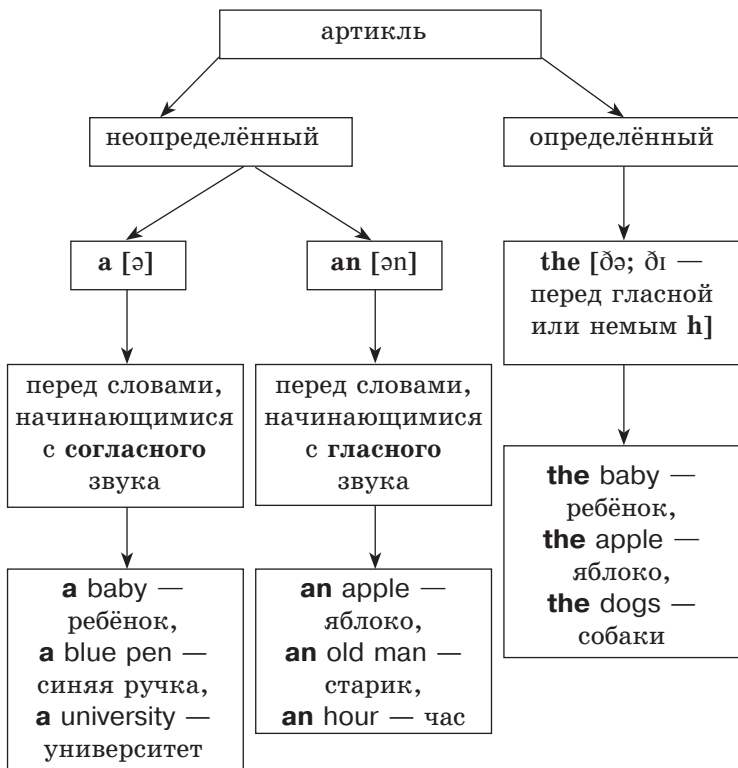 артикль
неопределённый
определённый
a [ə]
an [ən]
the [ðə; ðɪ —
перед гласной
или немым h]
перед словами,
начинающимися
с согласного
звука
перед словами,
начинающимися
с гласного
звука
a baby —
ребёнок,
a blue pen —
синяя ручка,
a university —
университет
an apple —
яблоко,
an old man —
старик,
an hour — час
the baby —
ребёнок,
the apple —
яблоко,
the dogs —
собаки